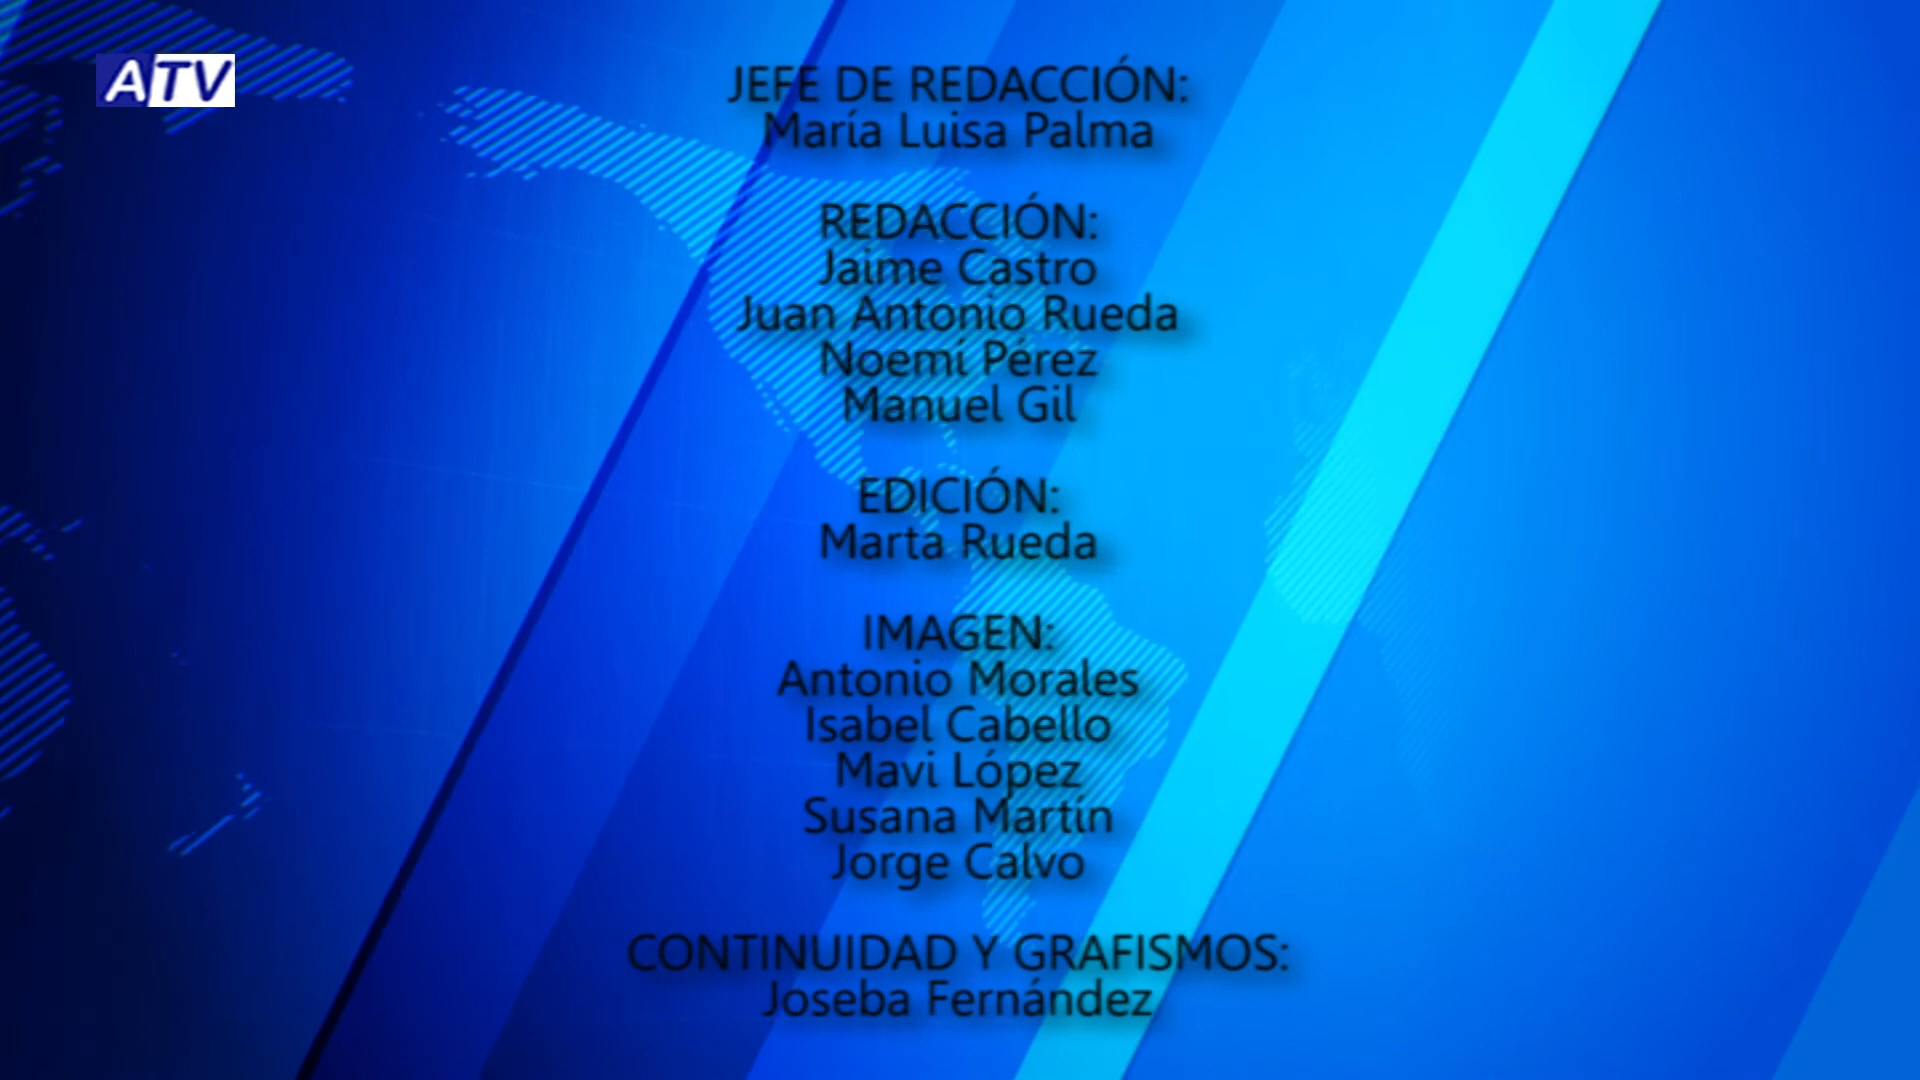 ATV
JEFE DE REDACCIÓN:
María Luisa Palma
REDACCIÓN:
Jaime Castro
Juan Antonio Rueda
Noemí Pérez
Manuel Gil
EDICIÓN:
Marta Rueda
IMAGEN:
Antonio Morales
Isabel Cabello
Mavi López
Susana Martín
Jorge Calvo
CONTINUIDAD Y GRAFISMOS:
Joseba Fernández